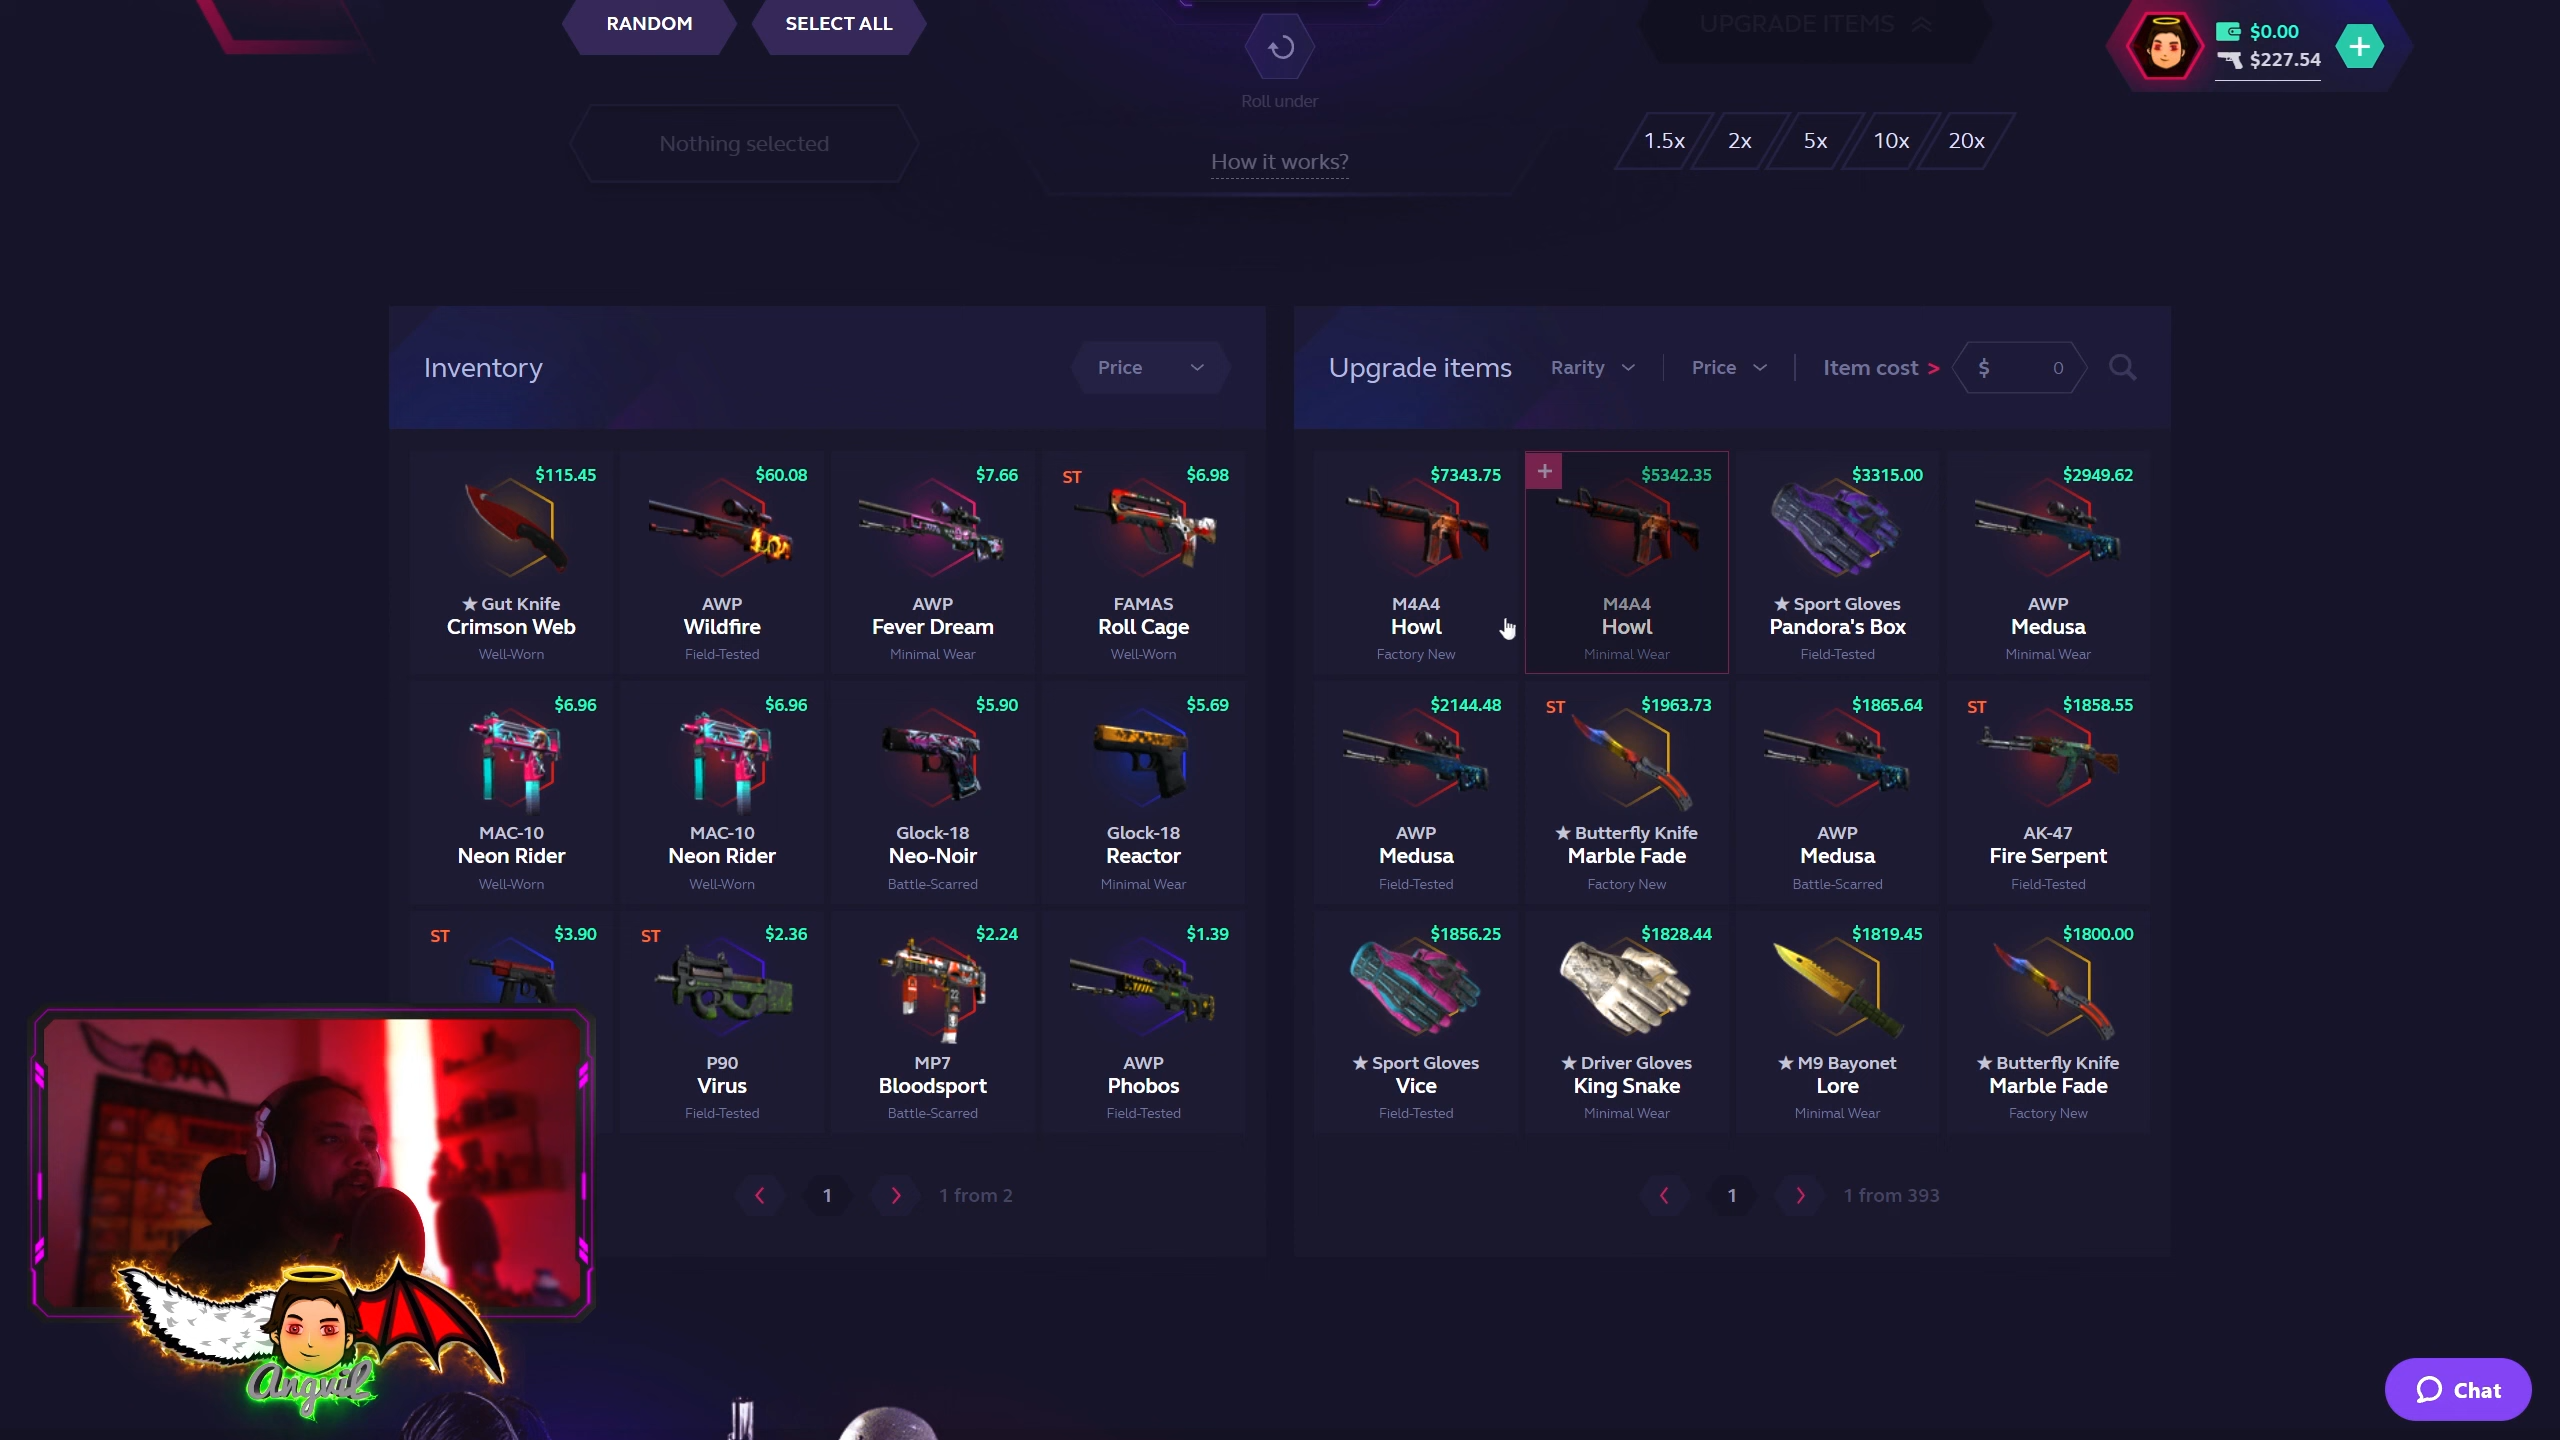 RANDOM
SELECT ALL
UPGRADE ITEMS
$0.00
$227.54
Roll under
Nothing selected
How it works?
1.5x
2x
5x
10x
20x
Inventory
Price
Upgrade items
Rarity
Price
Item cost >
$ 0
$115.45
★ Gut Knife
Crimson Web
Well-Worn
$60.08
AWP
Wildfire
Field-Tested
$7.66
AWP
Fever Dream
Minimal Wear
ST
$6.98
FAMAS
Roll Cage
Well-Worn
$6.96
MAC-10
Neon Rider
Well-Worn
$6.96
MAC-10
Neon Rider
Well-Worn
$5.90
Glock-18
Neo-Noir
Battle-Scarred
$5.69
Glock-18
Reactor
Minimal Wear
ST
$3.90
ST
$2.36
P90
Virus
Field-Tested
$2.24
MP7
Bloodsport
Battle-Scarred
$1.39
AWP
Phobos
Field-Tested
1
1 from 2
$7343.75
M4A4
Howl
Factory New
$5342.35
M4A4
Howl
Minimal Wear
$3315.00
★ Sport Gloves
Pandora's Box
Field-Tested
$2949.62
AWP
Medusa
Minimal Wear
$2144.48
AWP
Medusa
Field-Tested
ST
$1963.73
★ Butterfly Knife
Marble Fade
Factory New
$1865.64
AWP
Medusa
Battle-Scarred
ST
$1858.55
AK-47
Fire Serpent
Field-Tested
$1856.25
★ Sport Gloves
Vice
Field-Tested
$1828.44
★ Driver Gloves
King Snake
Minimal Wear
$1819.45
★ M9 Bayonet
Lore
Minimal Wear
$1800.00
★ Butterfly Knife
Marble Fade
Factory New
1
1 from 393
Angvil
Chat